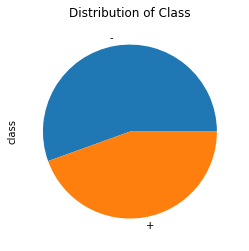 Distribution of Class
-
class
+